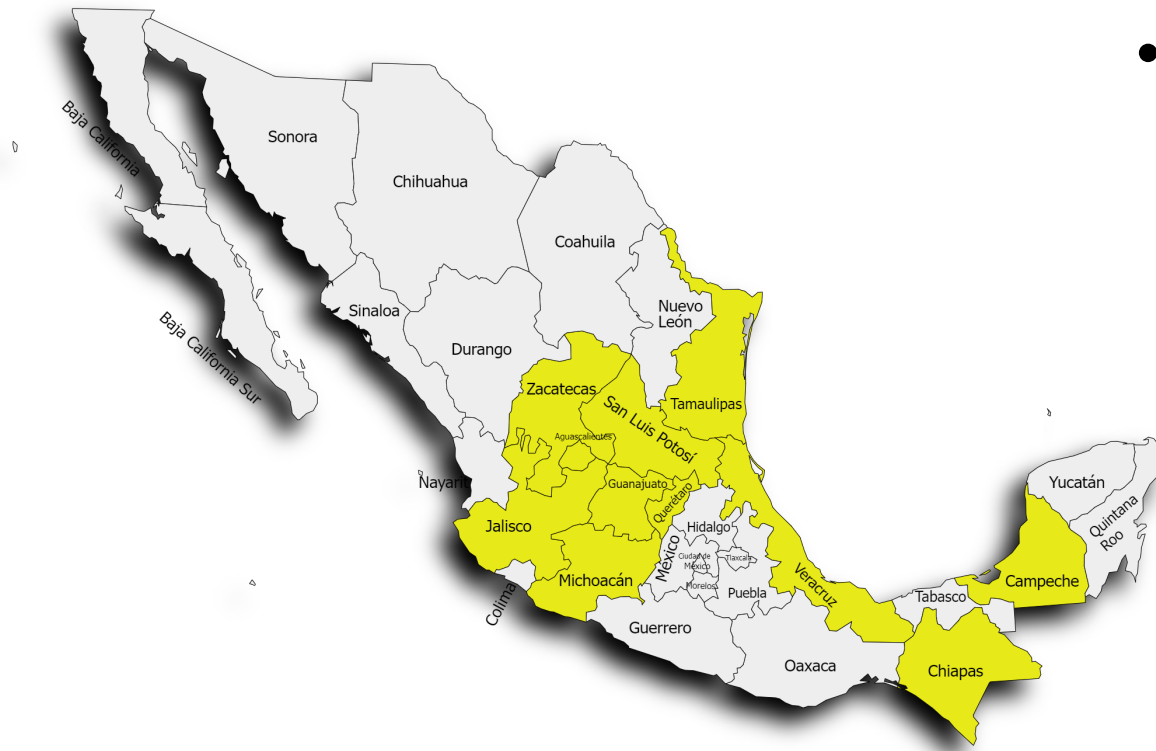 Baja California
Sonora
Chihuahua
Coahuila
Baja California Sur
Sinaloa
Nuevo
León
Durango
Zacatecas
San Luis Potosí
Tamaulipas
Aguascalientes
Nayarit
Guanajuato
Querétaro
Jalisco
Hidalgo
México
Ciudad de
México
Tlaxcala
Michoacán
Morelos
Puebla
Veracruz
Colima
Guerrero
Oaxaca
Tabasco
Chiapas
Campeche
Yucatán
Quintana
Roo